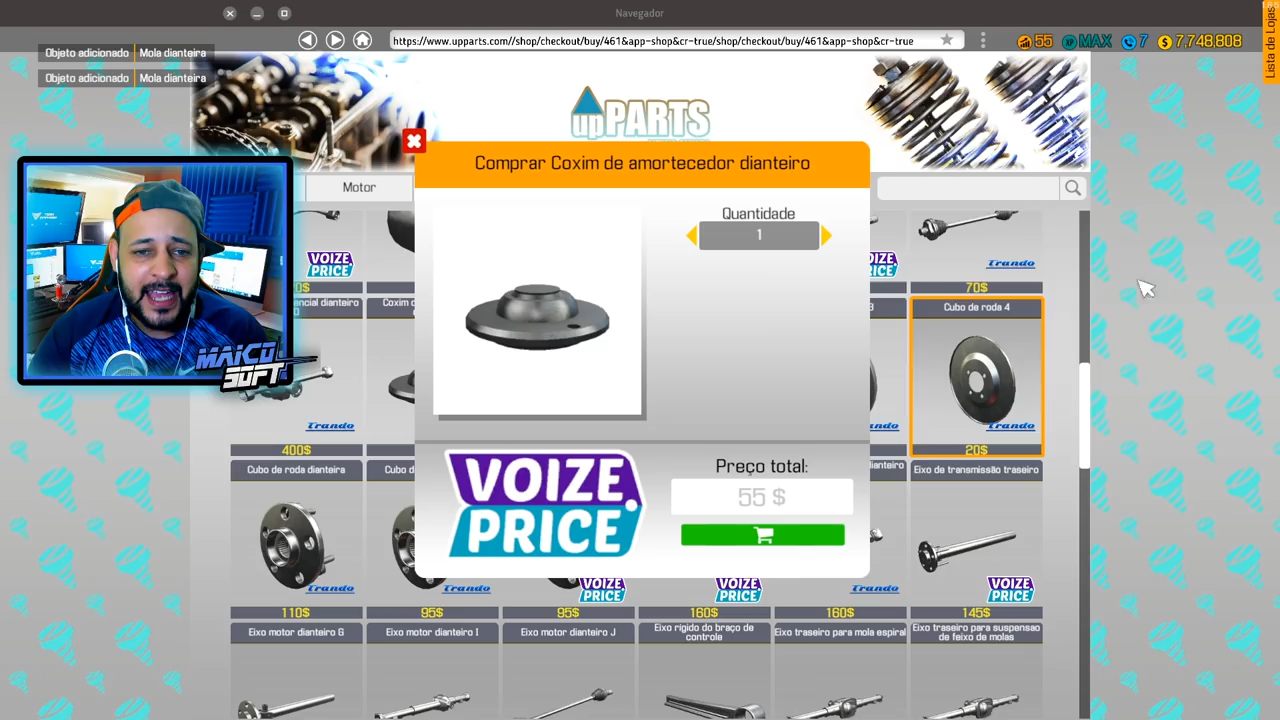 Navegador
https://www.upparts.com//shop/checkout/buy/461&app-shop&cr-true/shop/checkout/buy/461&app-shop&cr-true
55 XP MAX 7 $ 7,748,808
Lista de Lojas
Objeto adicionado Mola dianteira
Objeto adicionado Mola dianteira
upPARTS
Comprar Coxim de amortecedor dianteiro
Motor
Quantidade
1
VOIZE PRICE
Trando
70$
Cubo de roda 4
MAICO SOFT
Trando
Trando
400$
20$
Cubo de roda dianteira
Eixo de transmissão traseiro
VOIZE. PRICE
Preço total:
55 $
Trando
Trando
VOIZE PRICE
VOIZE PRICE
Trando
VOIZE PRICE
110$
95$
95$
160$
160$
145$
Eixo motor dianteiro G
Eixo motor dianteiro I
Eixo motor dianteiro J
Eixo rígido do braço de controle
Eixo traseiro para mola espiral
Eixo traseiro para suspensao de feixo de molas